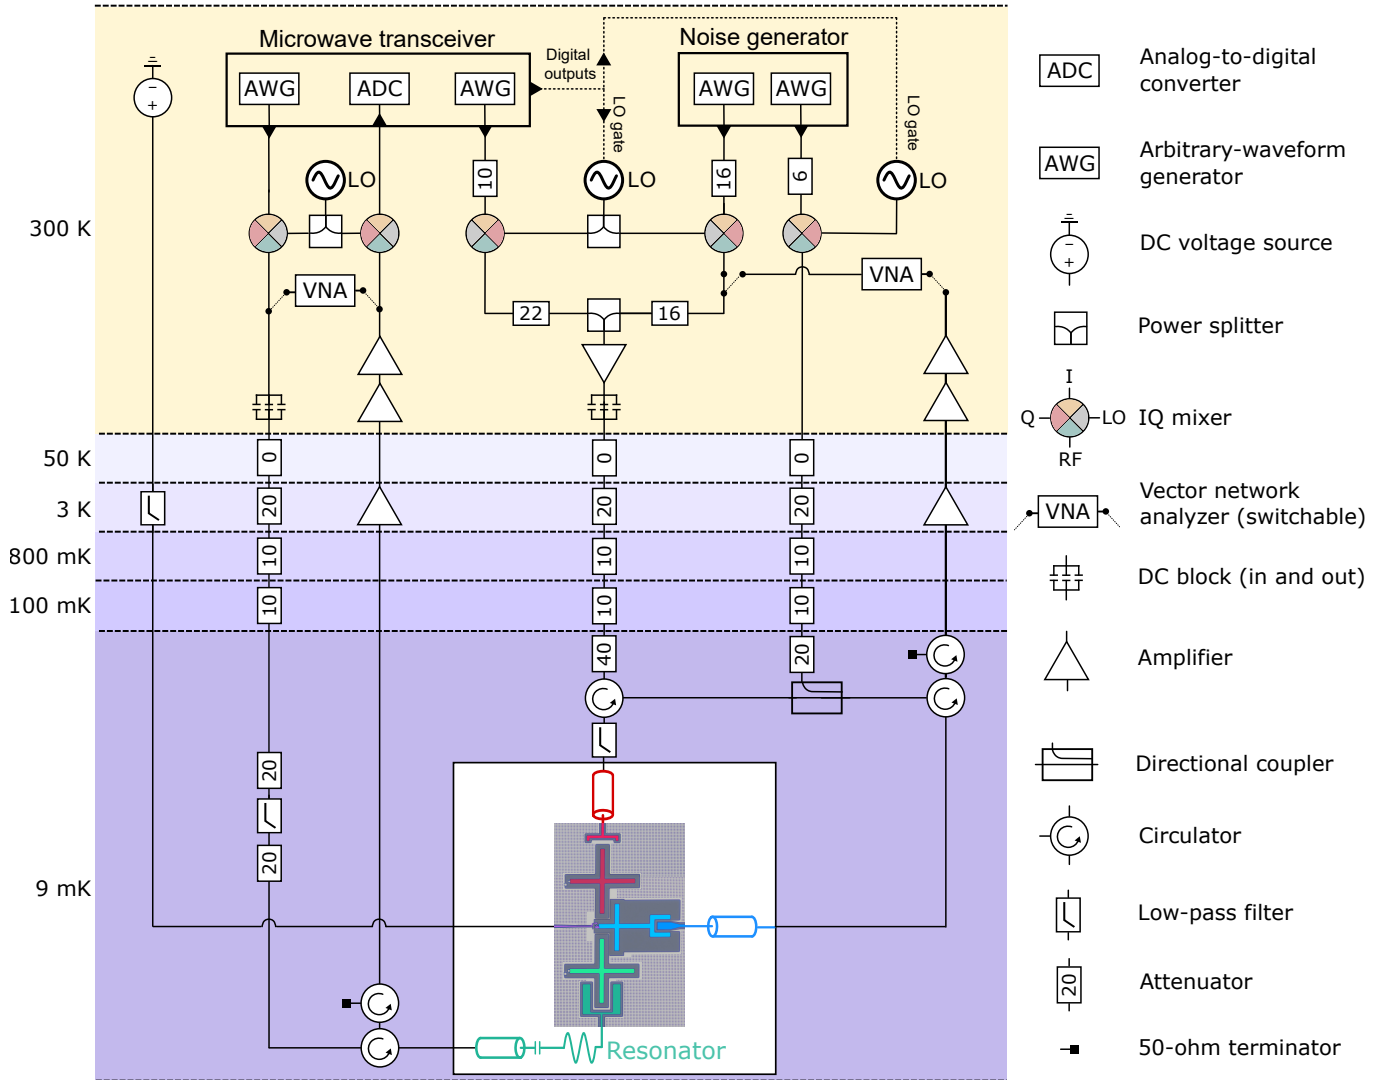 Microwave transceiver
Noise generator
Digital
outputs
AWG
ADC
AWG
AWG
AWG
LO gate
LO gate
10
16
6
LO
LO
LO
300 K
VNA
VNA
22
16
50 K
0
0
0
3 K
20
20
20
800 mK
10
10
10
100 mK
10
10
10
40
20
20
20
9 mK
Resonator
ADC
Analog-to-digital
converter
AWG
Arbitrary-waveform
generator
DC voltage source
Power splitter
I
Q
LO
IQ mixer
RF
VNA
Vector network
analyzer (switchable)
DC block (in and out)
Amplifier
Directional coupler
Circulator
Low-pass filter
20
Attenuator
50-ohm terminator